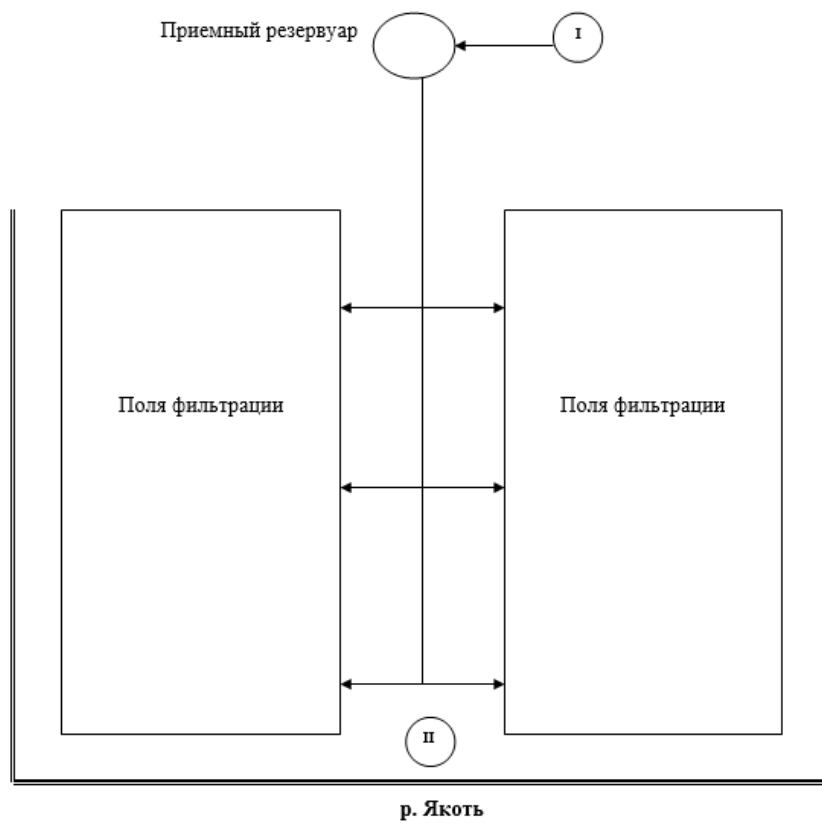 Приемный резервуар
I
Поля фильтрации
Поля фильтрации
II
р. Якоть